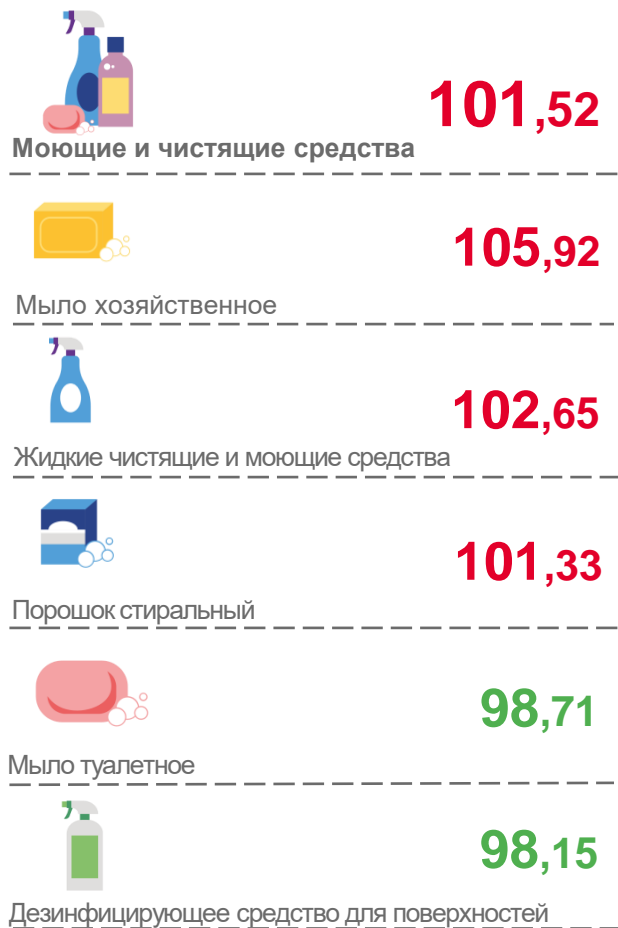 101,52
Моющие и чистящие средства
105,92
Мыло хозяйственное
102,65
Жидкие чистящие и моющие средства
101,33
Порошок стиральный
98,71
Мыло туалетное
98,15
Дезинфицирующее средство для поверхностей